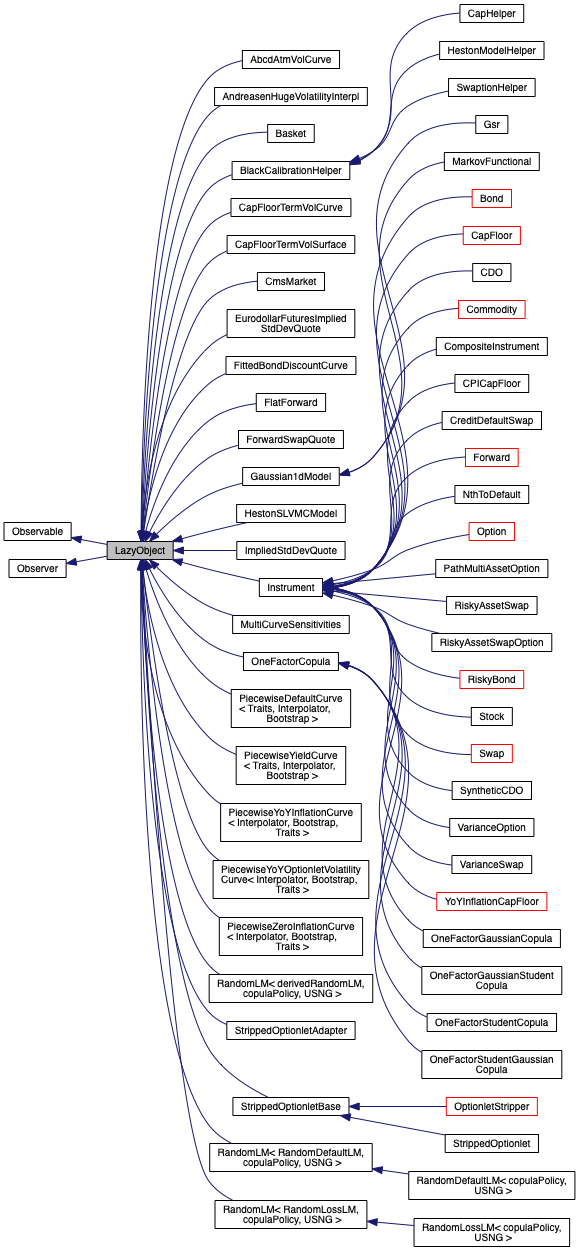 Observable
Observer
LazyObject
AbcdAtmVolCurve
AndreasenHugeVolatilityInterpl
Basket
BlackCalibrationHelper
CapFloorTermVolCurve
CapFloorTermVolSurface
CmsMarket
EurodollarFuturesImplied
StdDevQuote
FittedBondDiscountCurve
FlatForward
ForwardSwapQuote
Gaussian1dModel
HestonSLVMCModel
ImpliedStdDevQuote
Instrument
MultiCurveSensitivities
OneFactorCopula
PiecewiseDefaultCurve
< Traits, Interpolator,
Bootstrap >
PiecewiseYieldCurve
< Traits, Interpolator,
Bootstrap >
PiecewiseYoYInflationCurve
< Interpolator, Bootstrap,
Traits >
PiecewiseYoYOptionletVolatility
Curve< Interpolator, Bootstrap,
Traits >
PiecewiseZeroInflationCurve
< Interpolator, Bootstrap,
Traits >
RandomLM< derivedRandomLM,
copulaPolicy, USNG >
StrippedOptionletAdapter
StrippedOptionletBase
RandomLM< RandomDefaultLM,
copulaPolicy, USNG >
RandomLM< RandomLossLM,
copulaPolicy, USNG >
CapHelper
HestonModelHelper
SwaptionHelper
Gsr
MarkovFunctional
Bond
CapFloor
CDO
Commodity
CompositeInstrument
CPICapFloor
CreditDefaultSwap
Forward
NthToDefault
Option
PathMultiAssetOption
RiskyAssetSwap
RiskyAssetSwapOption
RiskyBond
Stock
Swap
SyntheticCDO
VarianceOption
VarianceSwap
YoYInflationCapFloor
OneFactorGaussianCopula
OneFactorGaussianStudent
Copula
OneFactorStudentCopula
OneFactorStudentGaussian
Copula
OptionletStripper
StrippedOptionlet
RandomDefaultLM< copulaPolicy,
USNG >
RandomLossLM< copulaPolicy,
USNG >